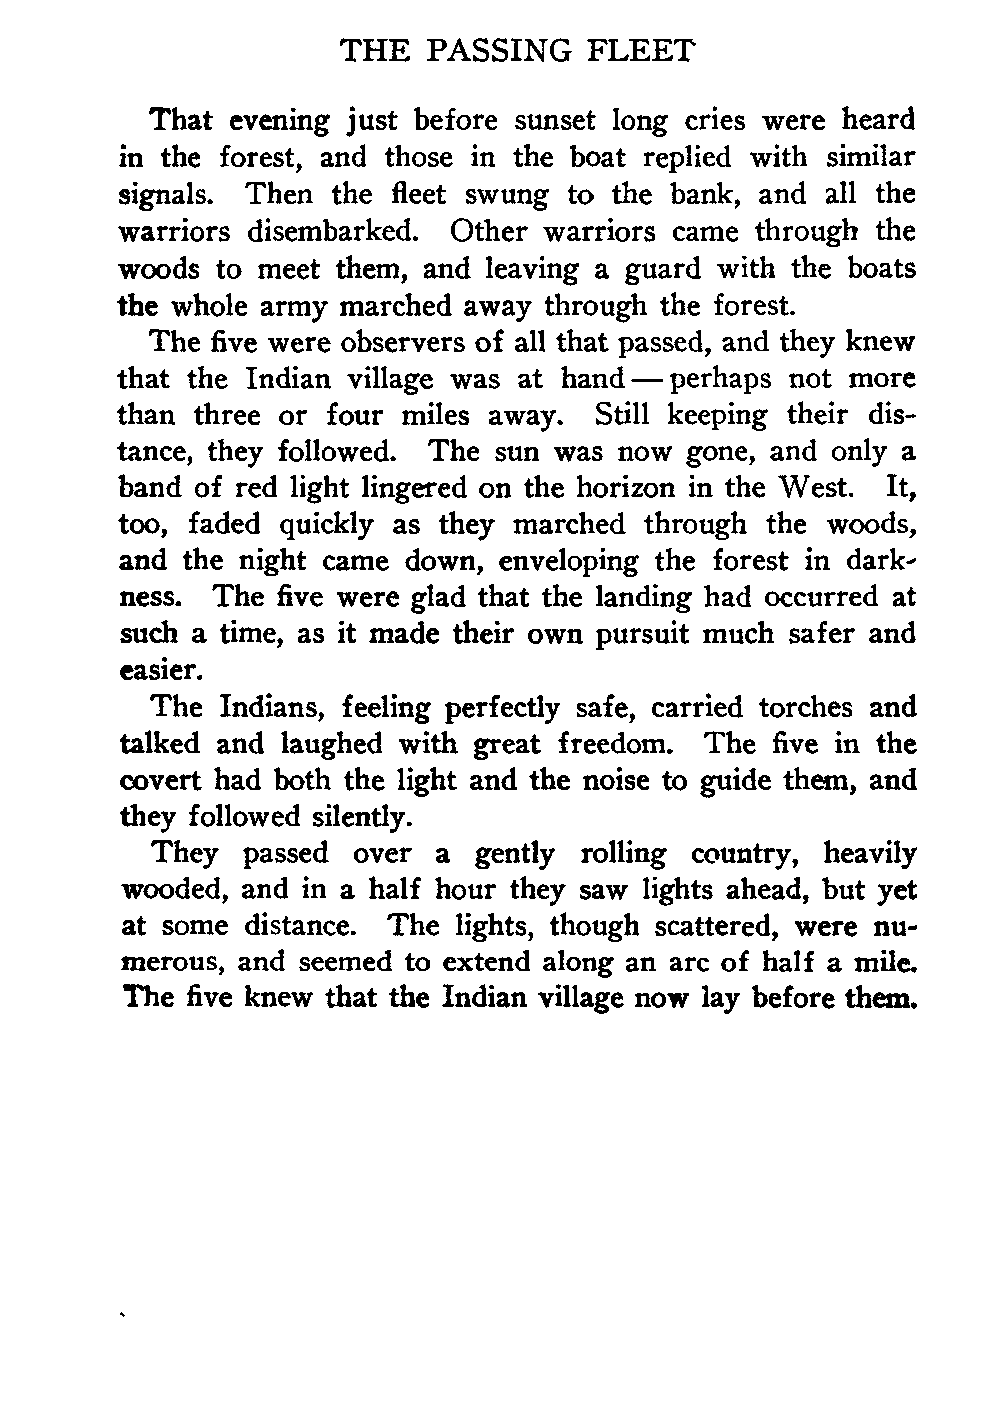 THE PASSING FLEET
That evening just before sunset long cries were heard
in the forest, and those in the boat replied with similar
signals. Then the fleet swung to the bank, and all the
warriors disembarked. Other warriors came through the
woods to meet them, and leaving a guard with the boats
the whole army marched away through the forest.
The five were observers of all that passed, and they knew
that the Indian village was at hand — perhaps not more
than three or four miles away. Still keeping their dis-
tance, they followed. The sun was now gone, and only a
band of red light lingered on the horizon in the West. It,
too, faded quickly as they marched through the woods,
and the night came down, enveloping the forest in dark-
ness. The five were glad that the landing had occurred at
such a time, as it made their own pursuit much safer and
easier.
The Indians, feeling perfectly safe, carried torches and
talked and laughed with great freedom. The five in the
covert had both the light and the noise to guide them, and
they followed silently.
They passed over a gently rolling country, heavily
wooded, and in a half hour they saw lights ahead, but yet
at some distance. The lights, though scattered, were nu-
merous, and seemed to extend along an arc of half a mile.
The five knew that the Indian village now lay before them.